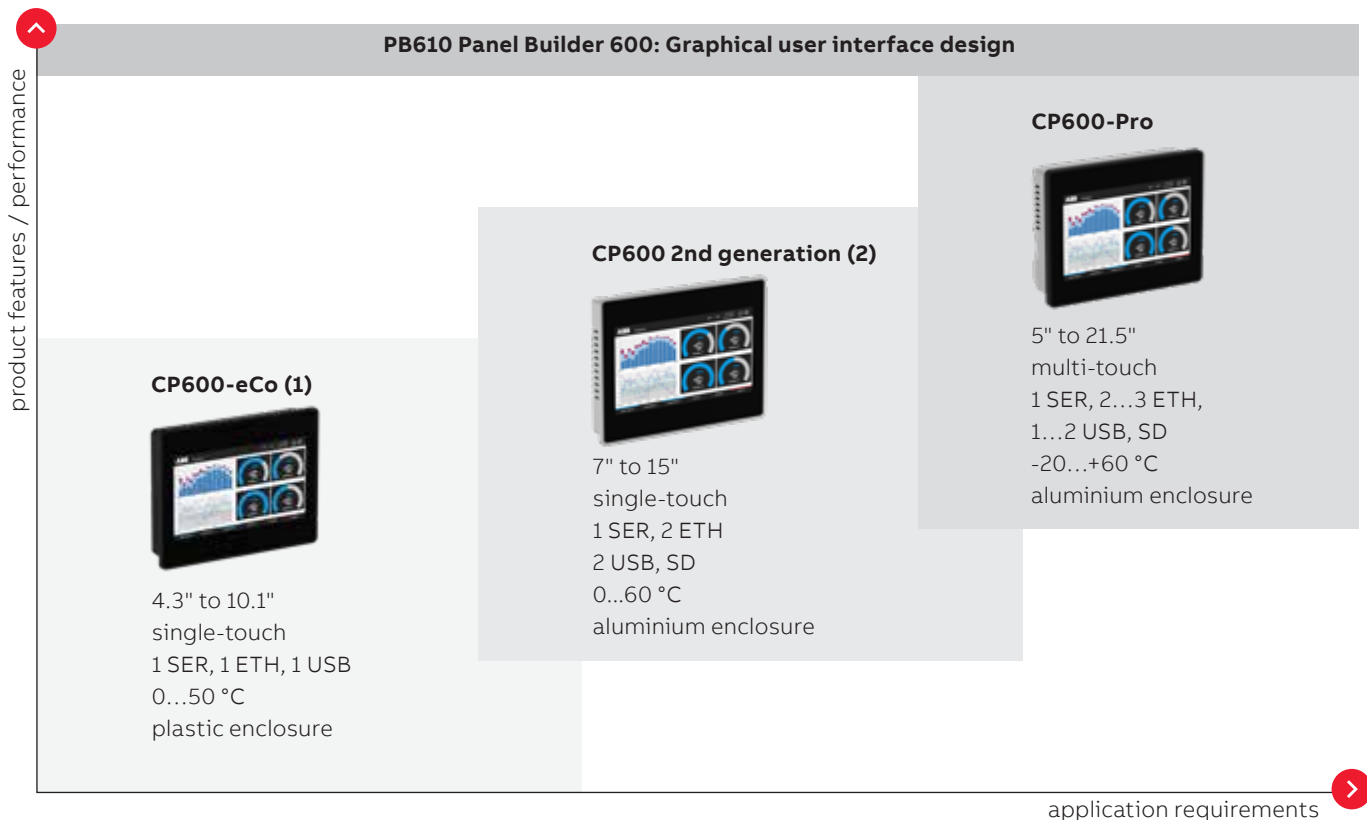 PB610 Panel Builder 600: Graphical user interface design
product features / performance
CP600-Pro
5" to 21.5"
multi-touch
1 SER, 2...3 ETH,
1...2 USB, SD
-20...+60 °C
aluminium enclosure
CP600 2nd generation (2)
7" to 15"
single-touch
1 SER, 2 ETH
2 USB, SD
0...60 °C
aluminium enclosure
CP600-eCo (1)
4.3" to 10.1"
single-touch
1 SER, 1 ETH, 1 USB
0...50 °C
plastic enclosure
application requirements